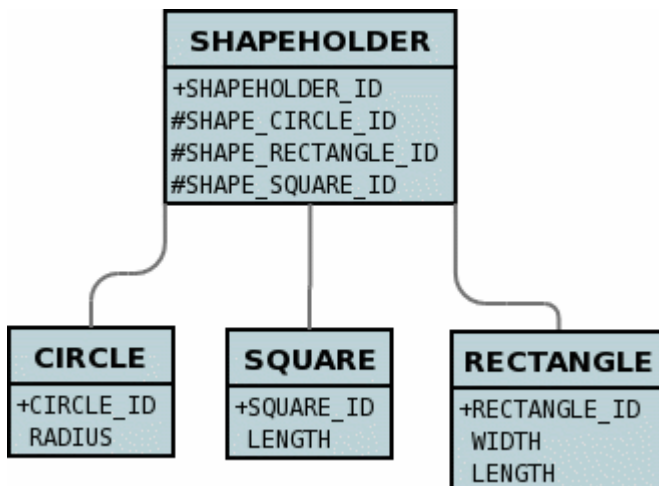 SHAPEHOLDER
+SHAPEHOLDER_ID
#SHAPE_CIRCLE_ID
#SHAPE_RECTANGLE_ID
#SHAPE_SQUARE_ID
CIRCLE
+CIRCLE_ID
RADIUS
SQUARE
+SQUARE_ID
LENGTH
RECTANGLE
+RECTANGLE_ID
WIDTH
LENGTH